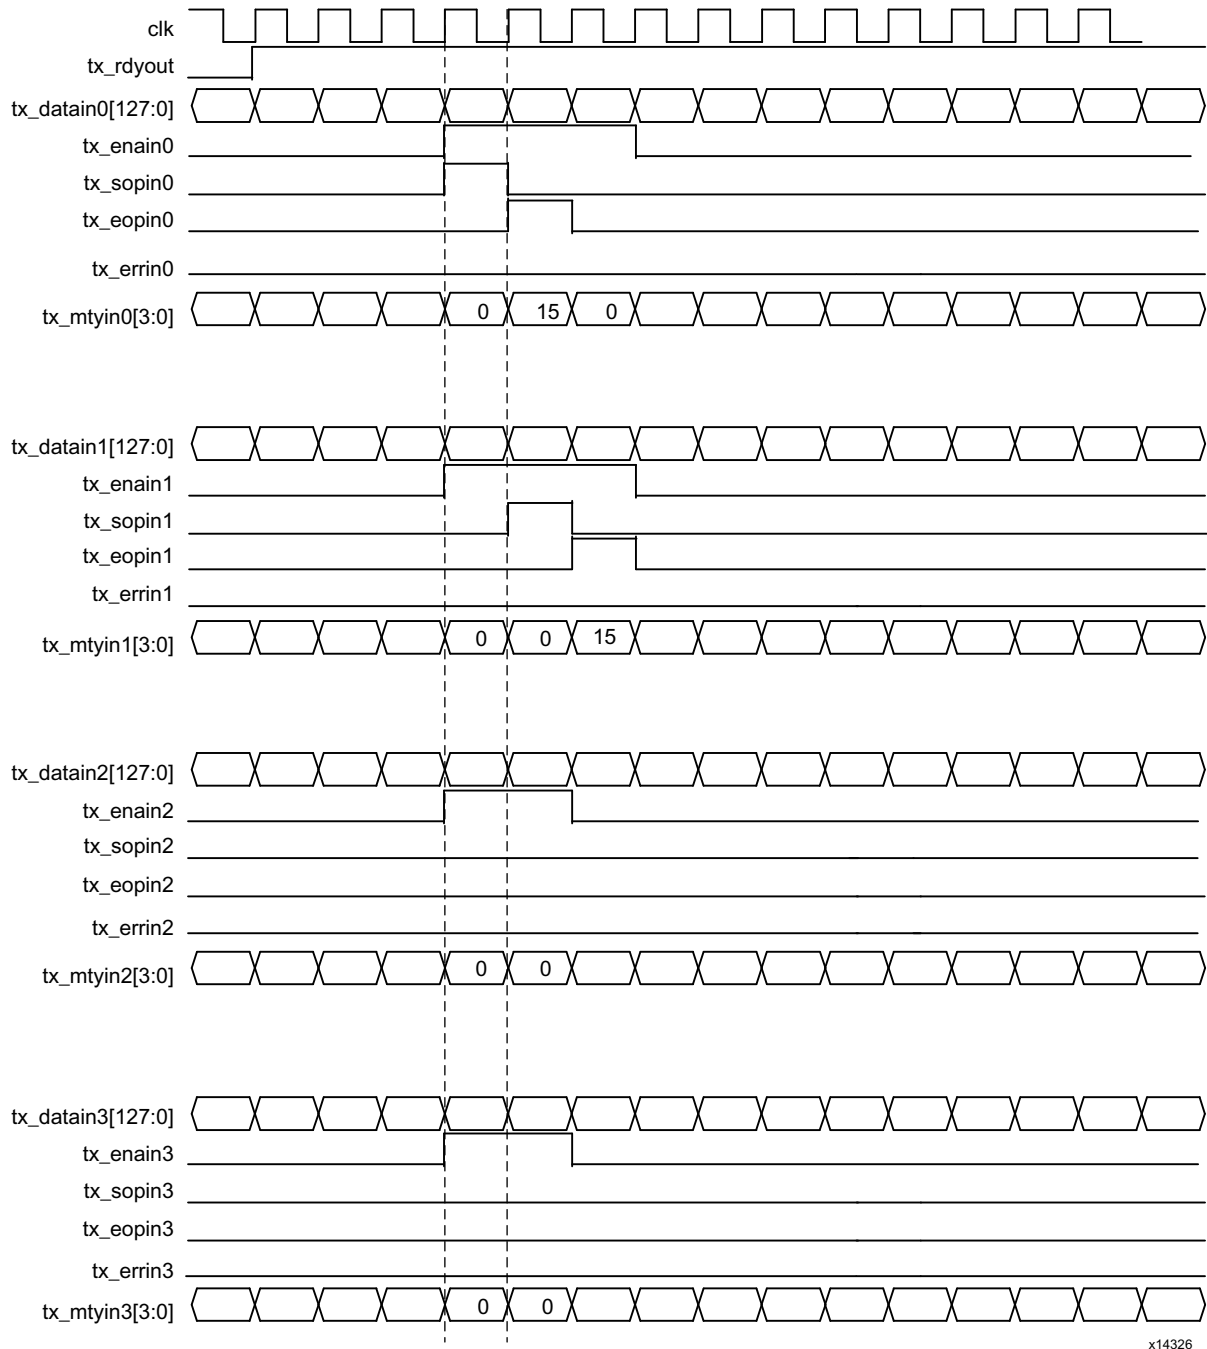 clk
tx_rdyout
tx_datain0[127:0]
tx_enain0
tx_sopin0
tx_eopin0
tx_errin0
tx_mtyin0[3:0] 0 15 0
tx_datain1[127:0]
tx_enain1
tx_sopin1
tx_eopin1
tx_errin1
tx_mtyin1[3:0] 0 0 15
tx_datain2[127:0]
tx_enain2
tx_sopin2
tx_eopin2
tx_errin2
tx_mtyin2[3:0] 0 0
tx_datain3[127:0]
tx_enain3
tx_sopin3
tx_eopin3
tx_errin3
tx_mtyin3[3:0] 0 0
x14326